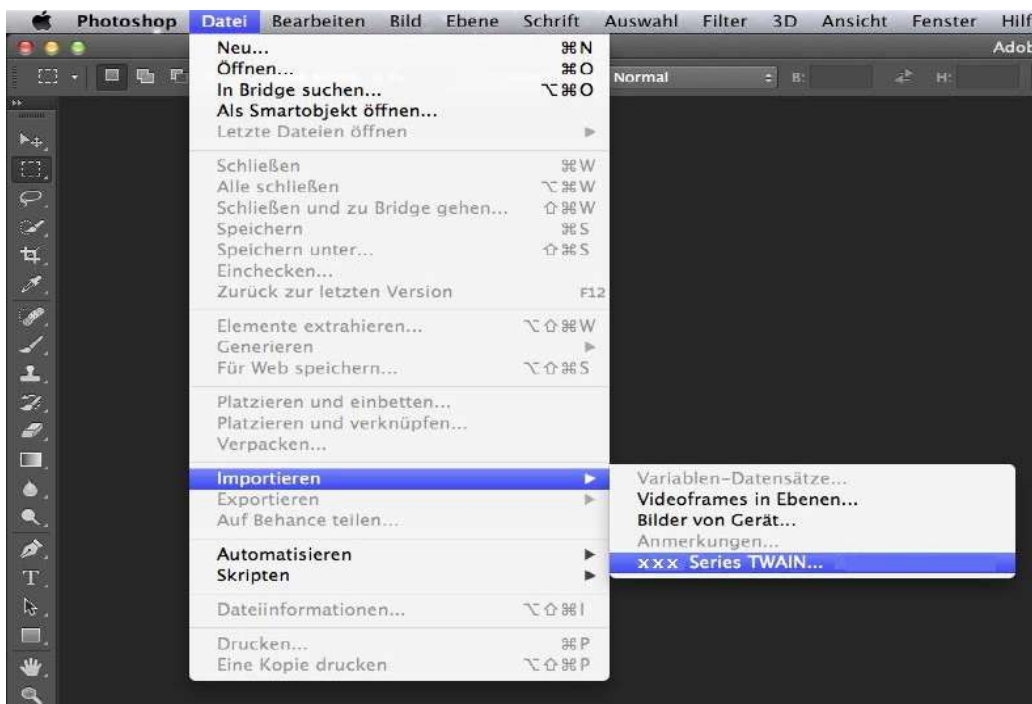 Photoshop Datei Bearbeiten Bild Ebene Schrift Auswahl Filter 3D Ansicht Fenster Hilf
Adob
Normal B: H:
Neu... ⌘N
Öffnen... ⌘O
In Bridge suchen... ⌥⌘O
Als Smartobjekt öffnen...
Letzte Dateien öffnen
Schließen ⌘W
Alle schließen ⌥⌘W
Schließen und zu Bridge gehen... ⇧⌘W
Speichern ⌘S
Speichern unter... ⇧⌘S
Einchecken...
Zurück zur letzten Version F12
Elemente extrahieren... ⌥⇧⌘W
Generieren
Für Web speichern... ⌥⇧⌘S
Platzieren und einbetten...
Platzieren und verknüpfen...
Verpacken...
Importieren
Exportieren
Auf Behance teilen...
Automatisieren
Skripten
Dateiinformationen... ⌥⇧⌘I
Drucken... ⌘P
Eine Kopie drucken ⌥⇧⌘P
Variablen-Datensätze...
Videoframes in Ebenen...
Bilder von Gerät...
Anmerkungen...
xxx Series TWAIN...